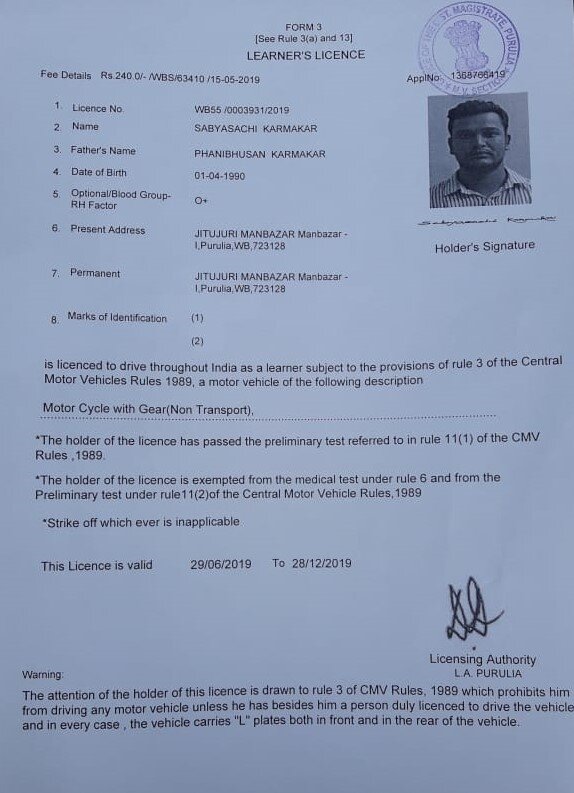 FORM 3
[See Rule 3(a) and 13]
LEARNER'S LICENCE
Fee Details Rs.240.0/- /WBS/63410 /15-05-2019
ApplNo: 1368766419
1. Licence No. WB55 /0003931/2019
2. Name SABYASACHI KARMAKAR
3. Father's Name PHANIBHUSAN KARMAKAR
4. Date of Birth 01-04-1990
5. Optional/Blood Group- O+
RH Factor
6. Present Address JITUJURI MANBAZAR Manbazar -
I,Purulia,WB,723128
7. Permanent JITUJURI MANBAZAR Manbazar -
I,Purulia,WB,723128
8. Marks of Identification (1)
(2)
Sabyasachi Karmakar
Holder's Signature
is licenced to drive throughout India as a learner subject to the provisions of rule 3 of the Central
Motor Vehicles Rules 1989, a motor vehicle of the following description
Motor Cycle with Gear(Non Transport),
*The holder of the licence has passed the preliminary test referred to in rule 11(1) of the CMV
Rules ,1989.
*The holder of the licence is exempted from the medical test under rule 6 and from the
Preliminary test under rule11(2)of the Central Motor Vehicle Rules,1989
*Strike off which ever is inapplicable
This Licence is valid 29/06/2019 To 28/12/2019
Licensing Authority
L.A. PURULIA
Warning:
The attention of the holder of this licence is drawn to rule 3 of CMV Rules, 1989 which prohibits him
from driving any motor vehicle unless he has besides him a person duly licenced to drive the vehicle
and in every case , the vehicle carries "L" plates both in front and in the rear of the vehicle.
MAGISTRATE PURULIA
M.V. SECTION